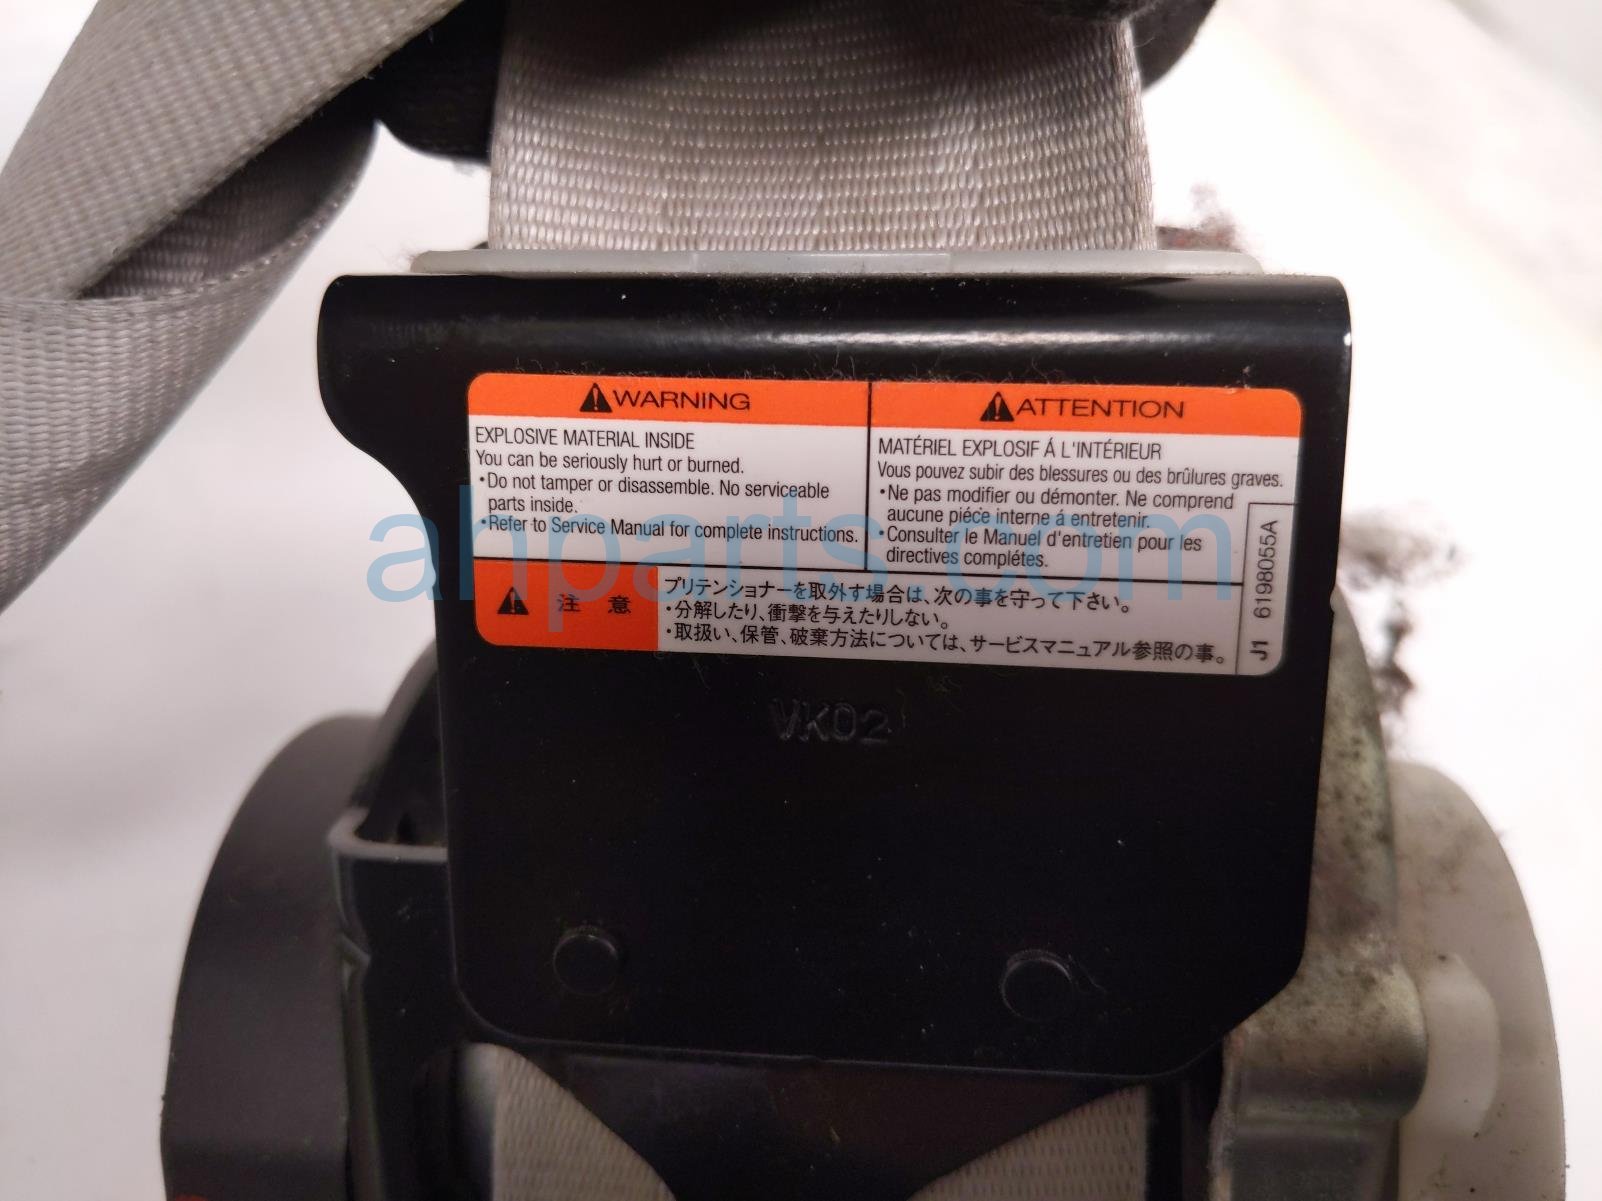 WARNING
EXPLOSIVE MATERIAL INSIDE
You can be seriously hurt or burned.
•Do not tamper or disassemble. No serviceable
parts inside.
•Refer to Service Manual for complete instructions.
ATTENTION
MATÉRIEL EXPLOSIF Á L'INTÉRIEUR
Vous pouvez subir des blessures ou des brûlures graves.
•Ne pas modifier ou démonter. Ne comprend
aucune piéce interne á entretenir.
•Consulter le Manuel d'entretien pour les
directives complétes.
注 意
プリテンショナーを取外す場合は、次の事を守って下さい。
・分解したり、衝撃を与えたりしない。
・取扱い、保管、破棄方法については、サービスマニュアル参照の事。
J1 6198055A
VK02
ahparts.com